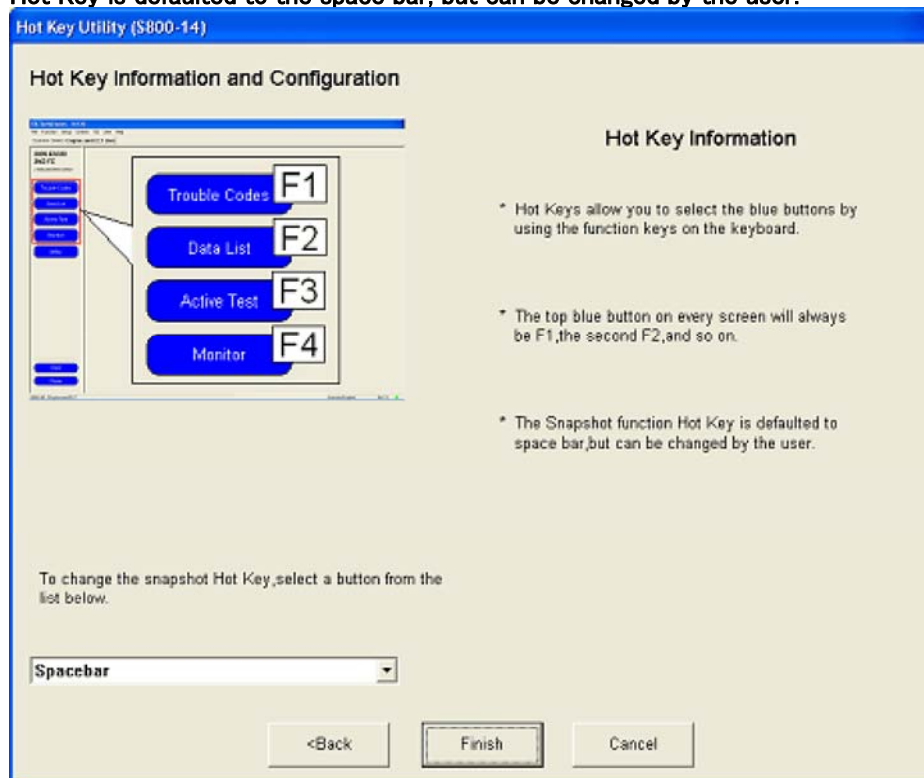 Hot Key is defaulted to the space bar, but can be changed by the user.
Hot Key Utility (S800-14)
Hot Key Information and Configuration
Trouble Codes F1
Data List F2
Active Test F3
Monitor F4
Hot Key Information
* Hot Keys allow you to select the blue buttons by
using the function keys on the keyboard.
* The top blue button on every screen will always
be F1,the second F2,and so on.
* The Snapshot function Hot Key is defaulted to
space bar,but can be changed by the user.
To change the snapshot Hot Key,select a button from the
list below.
Spacebar
<Back
Finish
Cancel